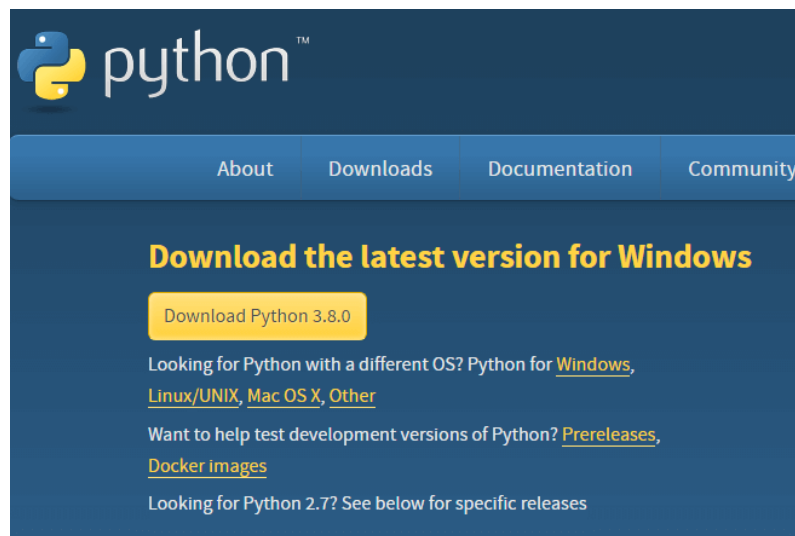 python™
About Downloads Documentation Community
Download the latest version for Windows
Download Python 3.8.0
Looking for Python with a different OS? Python for Windows,
Linux/UNIX, Mac OS X, Other
Want to help test development versions of Python? Prereleases,
Docker images
Looking for Python 2.7? See below for specific releases